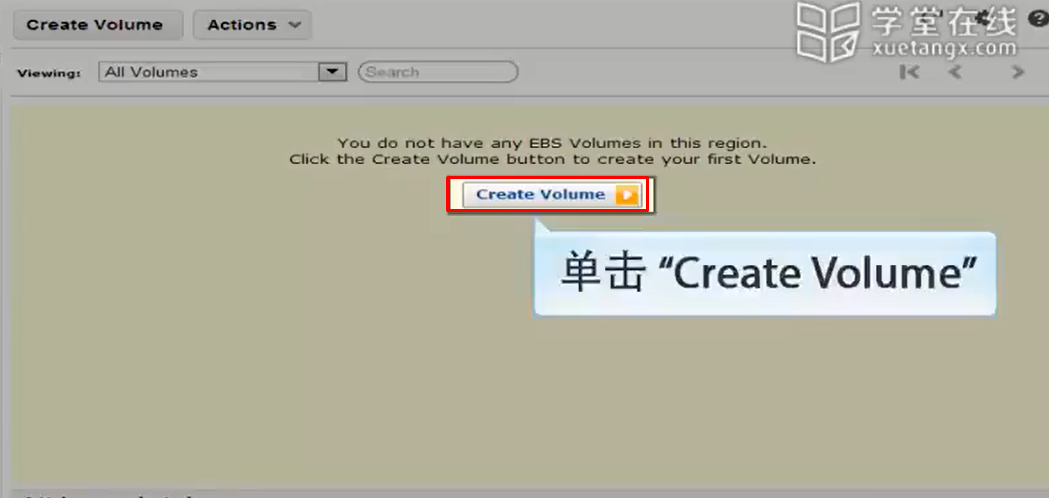 Create Volume
Actions
学堂在线
xuetangx.com
Viewing:
All Volumes
Search
You do not have any EBS Volumes in this region.
Click the Create Volume button to create your first Volume.
Create Volume
单击 “Create Volume”